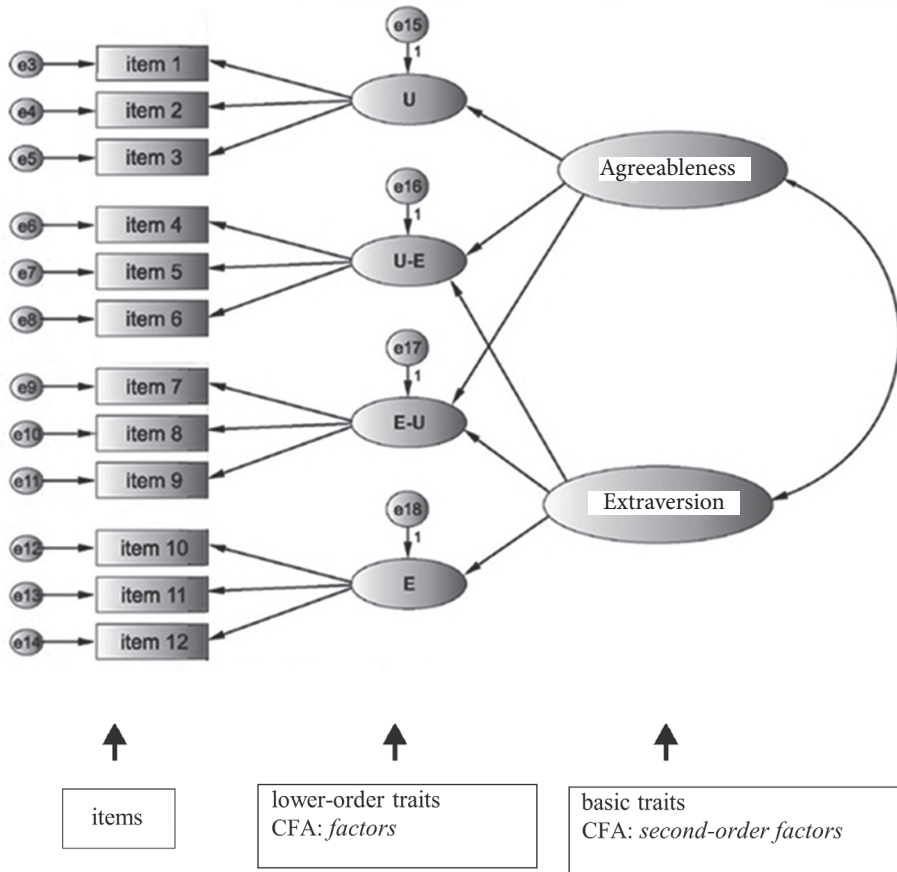 e15
1
e3 item 1
e4 item 2 U
e5 item 3
Agreeableness
e16
1
e6 item 4
e7 item 5 U-E
e8 item 6
e17
1
e9 item 7
e10 item 8 E-U
e11 item 9
Extraversion
e18
1
e12 item 10
e13 item 11 E
e14 item 12
items
lower-order traits
CFA: factors
basic traits
CFA: second-order factors